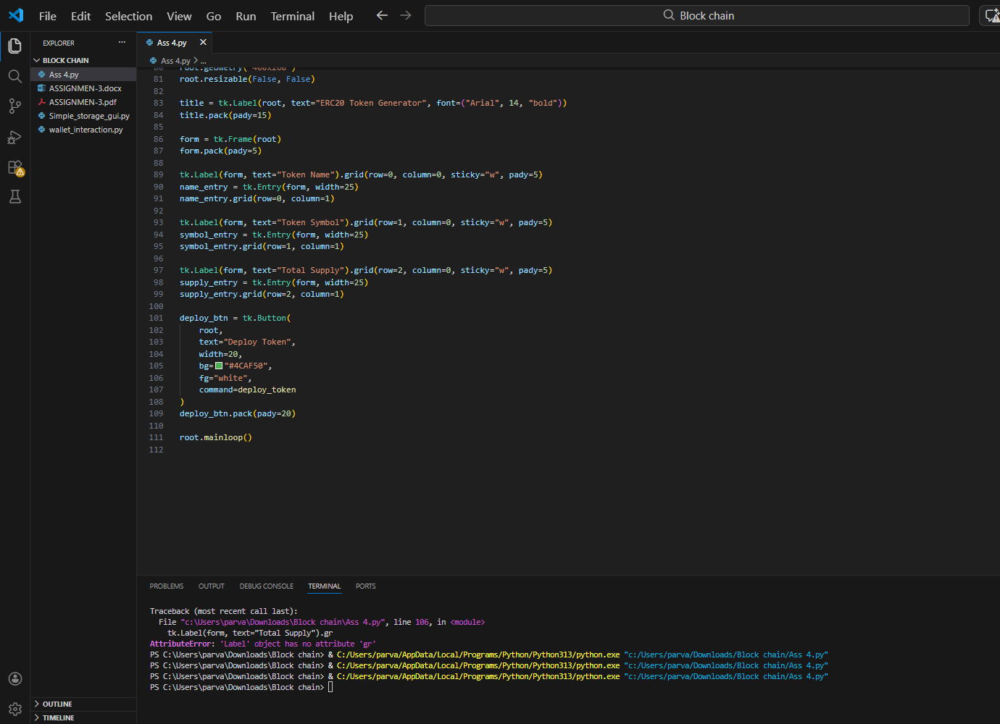 File Edit Selection View Go Run Terminal Help
Block chain
EXPLORER
BLOCK CHAIN
Ass 4.py
ASSIGNMEN-3.docx
ASSIGNMEN-3.pdf
Simple_storage_gui.py
wallet_interaction.py
OUTLINE
TIMELINE
Ass 4.py
Ass 4.py > ...
80 root.geometry("400x260")
81 root.resizable(False, False)
82
83 title = tk.Label(root, text="ERC20 Token Generator", font=("Arial", 14, "bold"))
84 title.pack(pady=15)
85
86 form = tk.Frame(root)
87 form.pack(pady=5)
88
89 tk.Label(form, text="Token Name").grid(row=0, column=0, sticky="w", pady=5)
90 name_entry = tk.Entry(form, width=25)
91 name_entry.grid(row=0, column=1)
92
93 tk.Label(form, text="Token Symbol").grid(row=1, column=0, sticky="w", pady=5)
94 symbol_entry = tk.Entry(form, width=25)
95 symbol_entry.grid(row=1, column=1)
96
97 tk.Label(form, text="Total Supply").grid(row=2, column=0, sticky="w", pady=5)
98 supply_entry = tk.Entry(form, width=25)
99 supply_entry.grid(row=2, column=1)
100
101 deploy_btn = tk.Button(
102     root,
103     text="Deploy Token",
104     width=20,
105     bg="#4CAF50",
106     fg="white",
107     command=deploy_token
108 )
109 deploy_btn.pack(pady=20)
110
111 root.mainloop()
112
PROBLEMS OUTPUT DEBUG CONSOLE TERMINAL PORTS
Traceback (most recent call last):
  File "c:\Users\parva\Downloads\Block chain\Ass 4.py", line 106, in <module>
    tk.Label(form, text="Total Supply").gr
AttributeError: 'Label' object has no attribute 'gr'
PS C:\Users\parva\Downloads\Block chain> & C:/Users/parva/AppData/Local/Programs/Python/Python313/python.exe "c:/Users/parva/Downloads/Block chain/Ass 4.py"
PS C:\Users\parva\Downloads\Block chain> & C:/Users/parva/AppData/Local/Programs/Python/Python313/python.exe "c:/Users/parva/Downloads/Block chain/Ass 4.py"
PS C:\Users\parva\Downloads\Block chain> & C:/Users/parva/AppData/Local/Programs/Python/Python313/python.exe "c:/Users/parva/Downloads/Block chain/Ass 4.py"
PS C:\Users\parva\Downloads\Block chain>